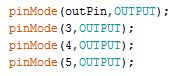 pinMode(outPin,OUTPUT);
pinMode(3,OUTPUT);
pinMode(4,OUTPUT);
pinMode(5,OUTPUT);